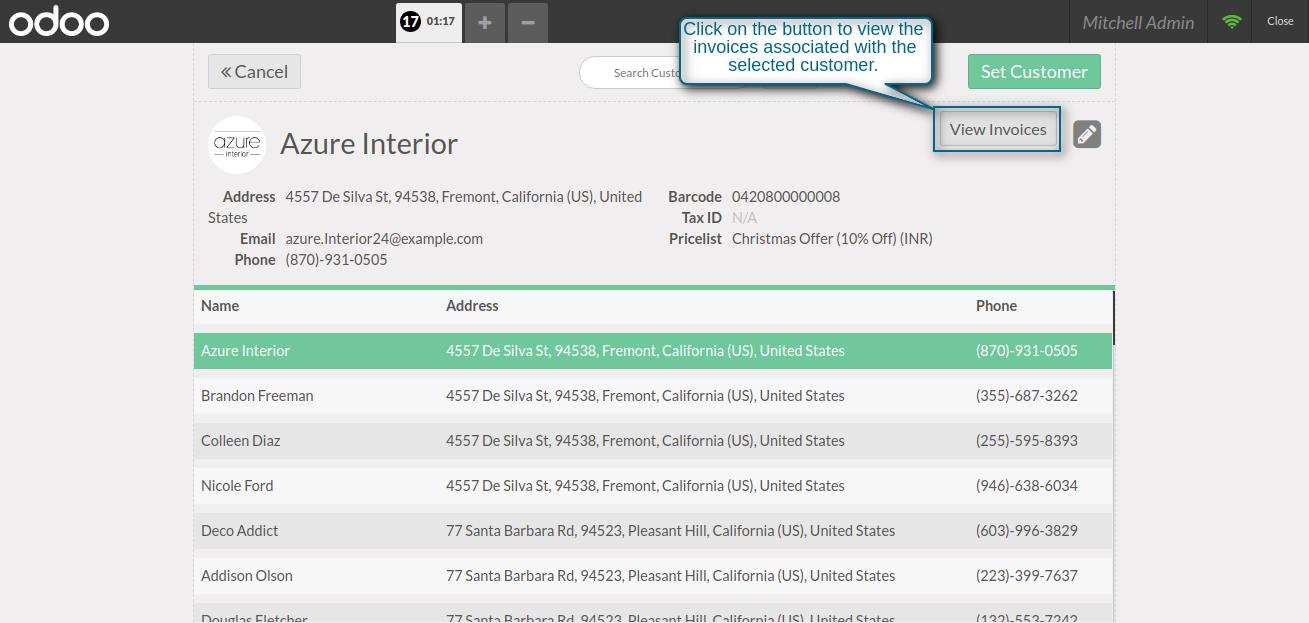 odoo
17 01:17 + −
Mitchell Admin
Close
Click on the button to view the
invoices associated with the
selected customer.
« Cancel
Search Custo
Set Customer
View Invoices
azure
interior
Azure Interior
Address 4557 De Silva St, 94538, Fremont, California (US), United
States
Email azure.Interior24@example.com
Phone (870)-931-0505
Barcode 0420800000008
Tax ID N/A
Pricelist Christmas Offer (10% Off) (INR)
Name Address Phone
Azure Interior 4557 De Silva St, 94538, Fremont, California (US), United States (870)-931-0505
Brandon Freeman 4557 De Silva St, 94538, Fremont, California (US), United States (355)-687-3262
Colleen Diaz 4557 De Silva St, 94538, Fremont, California (US), United States (255)-595-8393
Nicole Ford 4557 De Silva St, 94538, Fremont, California (US), United States (946)-638-6034
Deco Addict 77 Santa Barbara Rd, 94523, Pleasant Hill, California (US), United States (603)-996-3829
Addison Olson 77 Santa Barbara Rd, 94523, Pleasant Hill, California (US), United States (223)-399-7637
Douglas Fletcher 77 Santa Barbara Rd, 94523, Pleasant Hill, California (US), United States (132)-553-7242